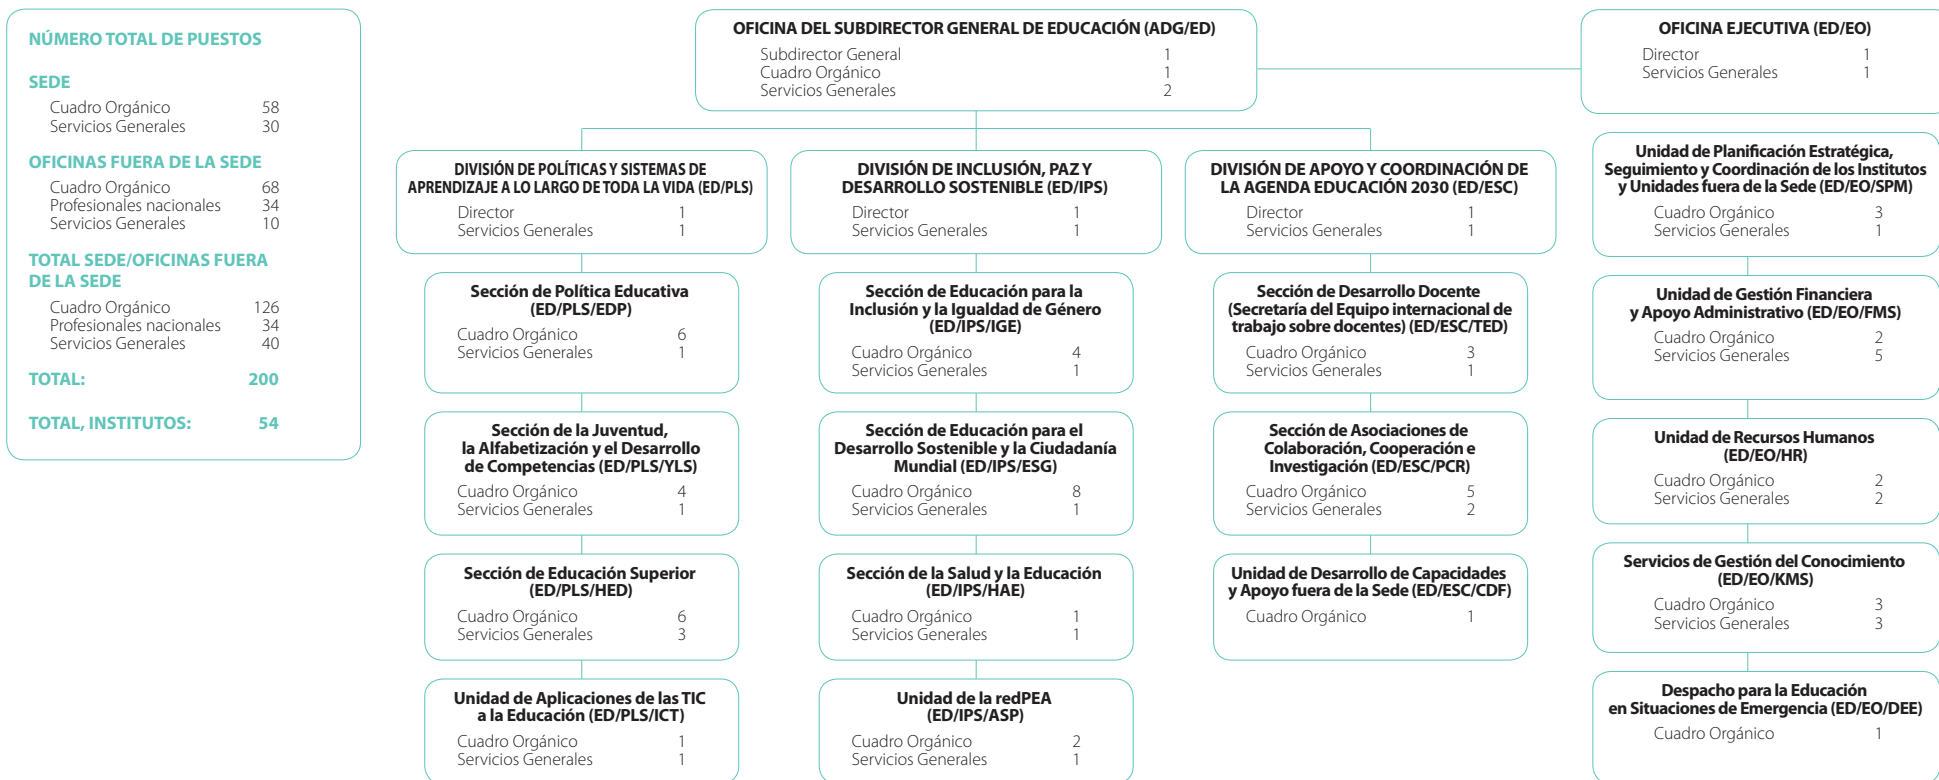 NÚMERO TOTAL DE PUESTOS
SEDE
Cuadro Orgánico 58
Servicios Generales 30
OFICINAS FUERA DE LA SEDE
Cuadro Orgánico 68
Profesionales nacionales 34
Servicios Generales 10
TOTAL SEDE/OFICINAS FUERA
DE LA SEDE
Cuadro Orgánico 126
Profesionales nacionales 34
Servicios Generales 40
TOTAL: 200
TOTAL, INSTITUTOS: 54
OFICINA DEL SUBDIRECTOR GENERAL DE EDUCACIÓN (ADG/ED)
Subdirector General 1
Cuadro Orgánico 1
Servicios Generales 2
OFICINA EJECUTIVA (ED/EO)
Director 1
Servicios Generales 1
DIVISIÓN DE POLÍTICAS Y SISTEMAS DE
APRENDIZAJE A LO LARGO DE TODA LA VIDA (ED/PLS)
Director 1
Servicios Generales 1
Sección de Política Educativa
(ED/PLS/EDP)
Cuadro Orgánico 6
Servicios Generales 1
Sección de la Juventud,
la Alfabetización y el Desarrollo
de Competencias (ED/PLS/YLS)
Cuadro Orgánico 4
Servicios Generales 1
Sección de Educación Superior
(ED/PLS/HED)
Cuadro Orgánico 6
Servicios Generales 3
Unidad de Aplicaciones de las TIC
a la Educación (ED/PLS/ICT)
Cuadro Orgánico 1
Servicios Generales 1
DIVISIÓN DE INCLUSIÓN, PAZ Y
DESARROLLO SOSTENIBLE (ED/IPS)
Director 1
Servicios Generales 1
Sección de Educación para la
Inclusión y la Igualdad de Género
(ED/IPS/IGE)
Cuadro Orgánico 4
Servicios Generales 1
Sección de Educación para el
Desarrollo Sostenible y la Ciudadanía
Mundial (ED/IPS/ESG)
Cuadro Orgánico 8
Servicios Generales 1
Sección de la Salud y la Educación
(ED/IPS/HAE)
Cuadro Orgánico 1
Servicios Generales 1
Unidad de la redPEA
(ED/IPS/ASP)
Cuadro Orgánico 2
Servicios Generales 1
DIVISIÓN DE APOYO Y COORDINACIÓN DE
LA AGENDA EDUCACIÓN 2030 (ED/ESC)
Director 1
Servicios Generales 1
Sección de Desarrollo Docente
(Secretaría del Equipo internacional de
trabajo sobre docentes) (ED/ESC/TED)
Cuadro Orgánico 3
Servicios Generales 1
Sección de Asociaciones de
Colaboración, Cooperación e
Investigación (ED/ESC/PCR)
Cuadro Orgánico 5
Servicios Generales 2
Unidad de Desarrollo de Capacidades
y Apoyo fuera de la Sede (ED/ESC/CDF)
Cuadro Orgánico 1
Unidad de Planificación Estratégica,
Seguimiento y Coordinación de los Institutos
y Unidades fuera de la Sede (ED/EO/SPM)
Cuadro Orgánico 3
Servicios Generales 1
Unidad de Gestión Financiera
y Apoyo Administrativo (ED/EO/FMS)
Cuadro Orgánico 2
Servicios Generales 5
Unidad de Recursos Humanos
(ED/EO/HR)
Cuadro Orgánico 2
Servicios Generales 2
Servicios de Gestión del Conocimiento
(ED/EO/KMS)
Cuadro Orgánico 3
Servicios Generales 3
Despacho para la Educación
en Situaciones de Emergencia (ED/EO/DEE)
Cuadro Orgánico 1